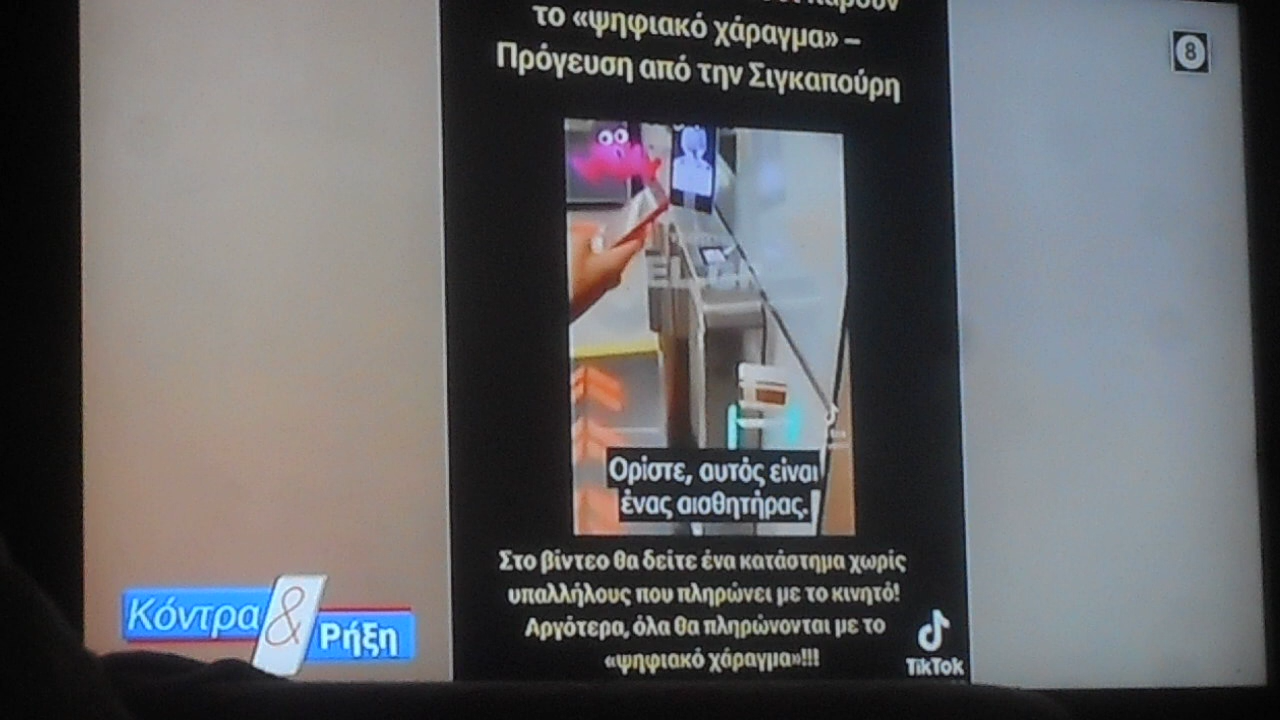 το «ψηφιακό χάραγμα» –
Πρόγευση από την Σιγκαπούρη
8
Ορίστε, αυτός είναι
ένας αισθητήρας.
Στο βίντεο θα δείτε ένα κατάστημα χωρίς
υπαλλήλους που πληρώνει με το κινητό!
Αργότερα, όλα θα πληρώνονται με το
«ψηφιακό χάραγμα»!!!
TikTok
Κόντρα & Ρήξη